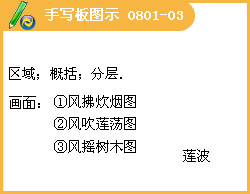 手写板图示 0801-03
区域；概括；分层．
画面：①风拂炊烟图
②风吹莲荡图
③风摇树木图
莲波